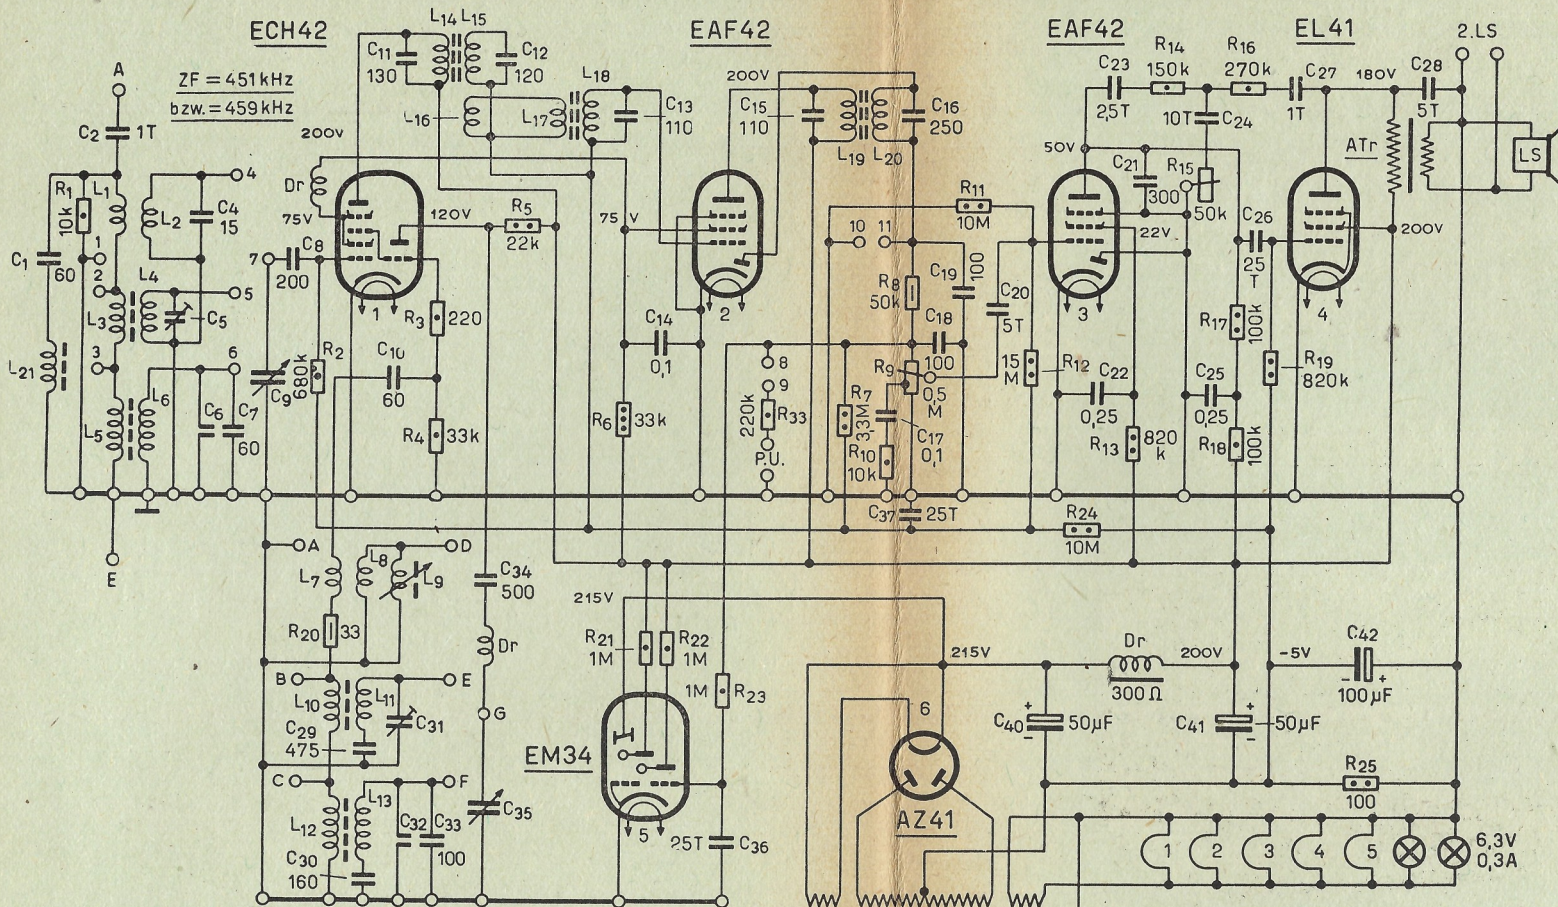 ECH42
EAF42
EAF42
EL41
2.LS
A
ZF = 451 kHz
bzw. = 459 kHz
L14 L15
C11
130
C12
120
L18
C13
110
L16
L17
200V
C15
110
L19 L20
C16
250
C23
2,5T
R14
150k
R16
270k
C27
1T
180V
C28
5T
10T
C24
C2 1T
200V
Dr
75V
120V
R5
22k
75V
R11
10M
50V
C21
300
R15
50k
22V
C26
25
T
ATr
LS
200V
R1
10k
L1
L2
C4
15
4
C1
60
1
2
L4
L3
C5
5
7
C8
200
1
R3
220
C14
0,1
2
10 11
R8
50k
C19
100
C18
100
C20
5T
3
R17
100k
4
L21
3
6
L5
L6
C6
C7
60
C9
R2
680k
C10
60
R4
33k
R6
33k
8
9
220k
R33
P.U.
R7
3,3M
R9
0,5
M
C17
0,1
R10
10k
15
M
R12
C22
0,25
R13
820
k
C25
0,25
R18
100k
R19
820k
C37
25T
R24
10M
E
A
L7
L8
D
L9
C34
500
R20
33
Dr
215V
R21
1M
R22
1M
1M
R23
215V
Dr
300 Ω
200V
-5V
C42
- +
100µF
B
L10
L11
E
C31
C29
475
G
EM34
5
25T
C36
6
AZ41
C40
+
-
50µF
C41
+
-
50µF
R25
100
C
L12
L13
F
C32
C33
100
C30
160
C35
1
2
3
4
5
6,3V
0,3A